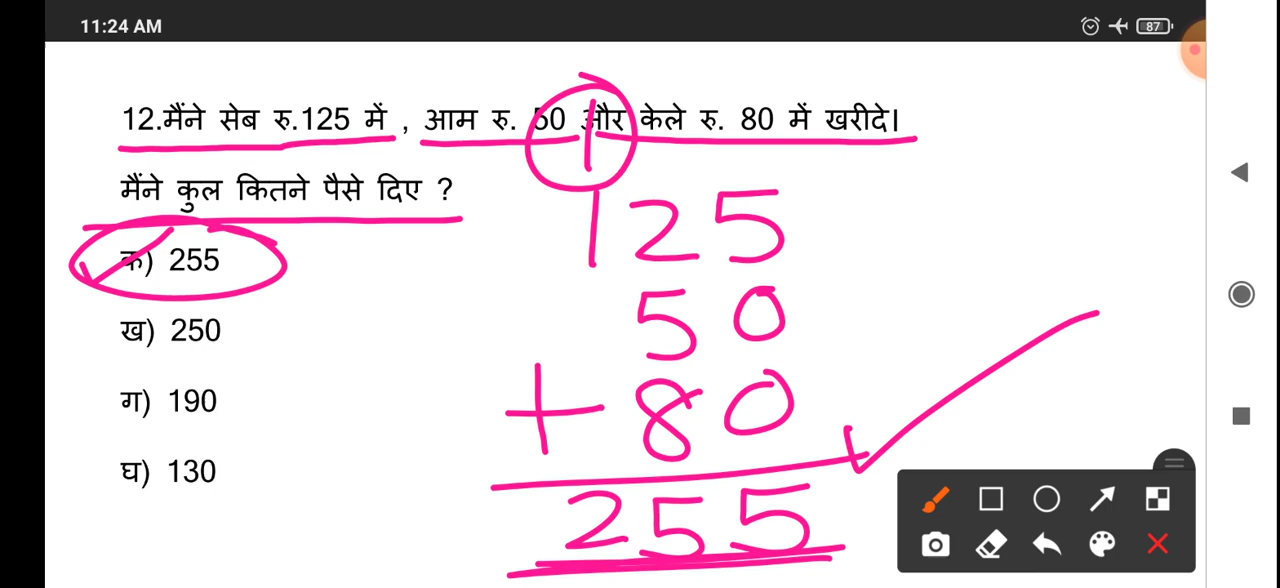 11:24 AM
87
12.मैंने सेब रु.125 में , आम रु. 50 और केले रु. 80 में खरीदे।
1
मैंने कुल कितने पैसे दिए ?
125
क) 255
50
ख) 250
+ 80
ग) 190
घ) 130
255